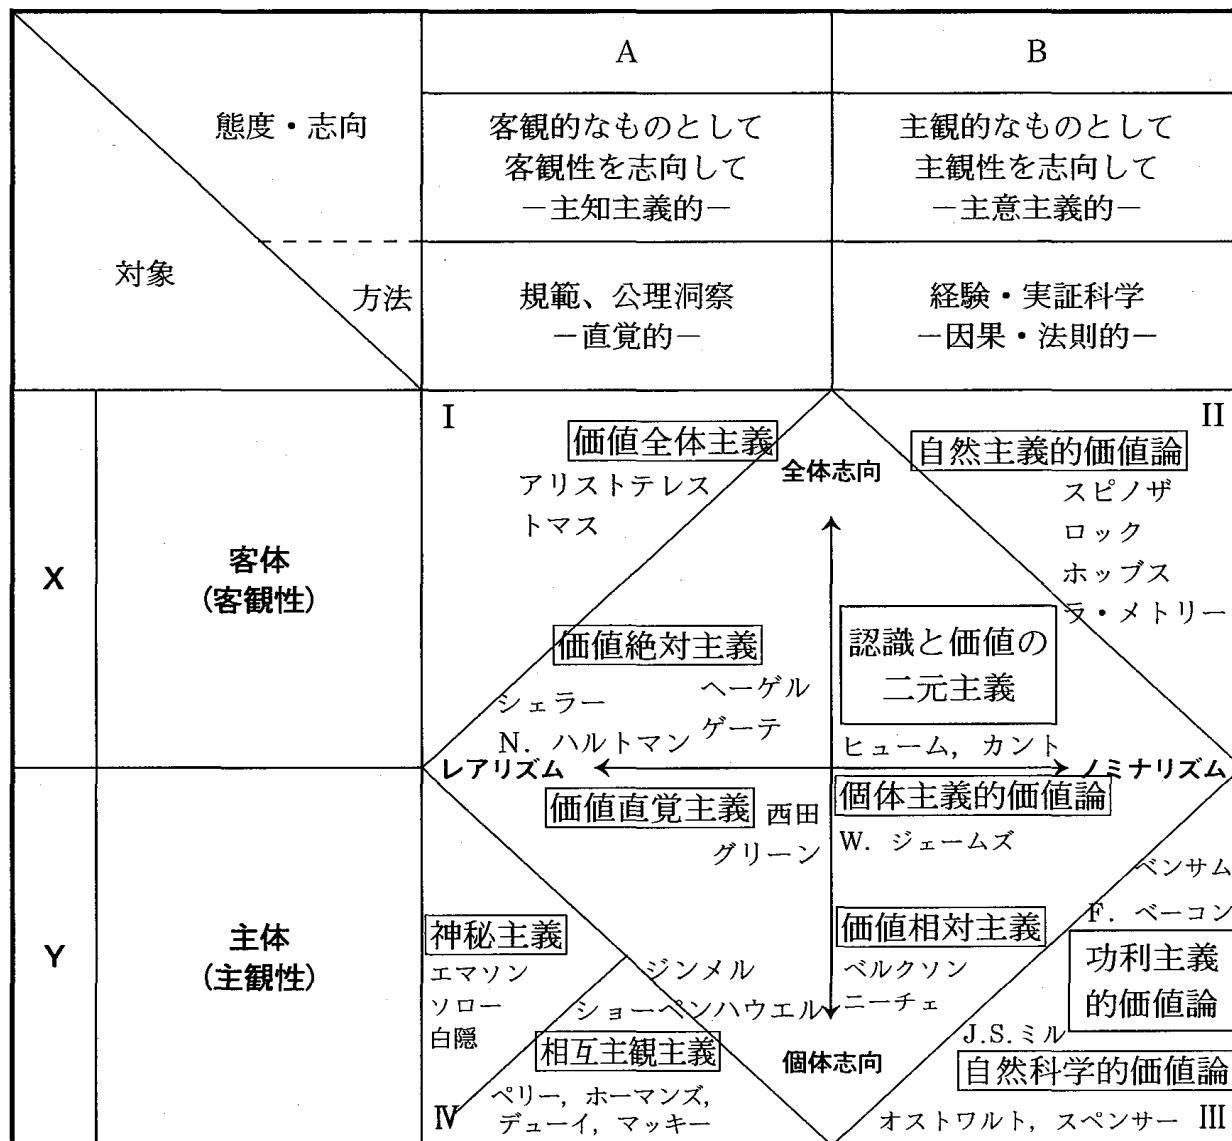 A
B
態度・志向
客観的なものとして
客観性を志向して
－主知主義的－
主観的なものとして
主観性を志向して
－主意主義的－
対象
方法
規範、公理洞察
－直覚的－
経験・実証科学
－因果・法則的－
X
客体
(客観性)
I
価値全体主義
アリストテレス
トマス
全体志向
II
自然主義的価値論
スピノザ
ロック
ホッブス
ラ・メトリー
価値絶対主義
シェラー
N. ハルトマン
ヘーゲル
ゲーテ
認識と価値の
二元主義
ヒューム, カント
レアリズム
ノミナリズム
Y
主体
(主観性)
価値直覚主義
西田
グリーン
個体主義的価値論
W. ジェームズ
ベンサム
F. ベーコン
神秘主義
エマソン
ソロー
白隠
ジンメル
ショーペンハウエル
価値相対主義
ベルクソン
ニーチェ
功利主義
的価値論
J.S.ミル
相互主観主義
ペリー, ホーマンズ,
デューイ, マッキー
IV
個体志向
自然科学的価値論
オストワルト, スペンサー
III